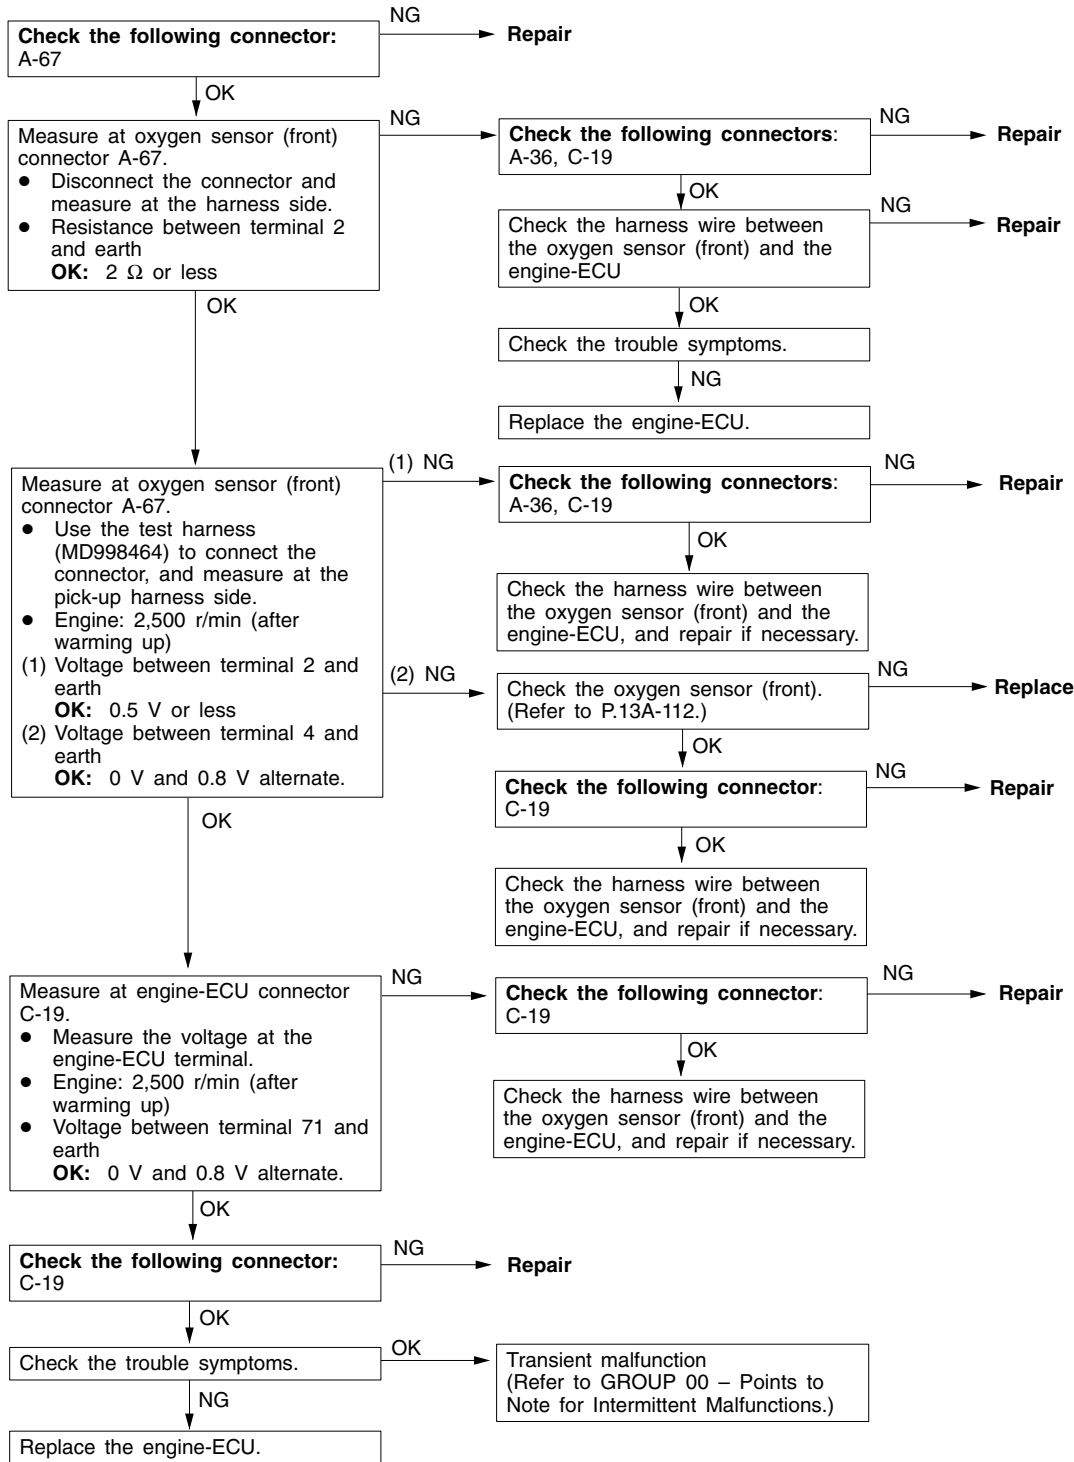 Check the following connector:
A-67
NG
Repair
OK
Measure at oxygen sensor (front)
connector A-67.
● Disconnect the connector and
measure at the harness side.
● Resistance between terminal 2
and earth
OK: 2 Ω or less
NG
Check the following connectors:
A-36, C-19
NG
Repair
OK
Check the harness wire between
the oxygen sensor (front) and the
engine-ECU
NG
Repair
OK
Check the trouble symptoms.
NG
Replace the engine-ECU.
OK
Measure at oxygen sensor (front)
connector A-67.
● Use the test harness
(MD998464) to connect the
connector, and measure at the
pick-up harness side.
● Engine: 2,500 r/min (after
warming up)
(1) Voltage between terminal 2 and
earth
OK: 0.5 V or less
(2) Voltage between terminal 4 and
earth
OK: 0 V and 0.8 V alternate.
(1) NG
Check the following connectors:
A-36, C-19
NG
Repair
OK
Check the harness wire between
the oxygen sensor (front) and the
engine-ECU, and repair if necessary.
(2) NG
Check the oxygen sensor (front).
(Refer to P.13A-112.)
NG
Replace
OK
Check the following connector:
C-19
NG
Repair
OK
Check the harness wire between
the oxygen sensor (front) and the
engine-ECU, and repair if necessary.
OK
Measure at engine-ECU connector
C-19.
● Measure the voltage at the
engine-ECU terminal.
● Engine: 2,500 r/min (after
warming up)
● Voltage between terminal 71 and
earth
OK: 0 V and 0.8 V alternate.
NG
Check the following connector:
C-19
NG
Repair
OK
Check the harness wire between
the oxygen sensor (front) and the
engine-ECU, and repair if necessary.
OK
Check the following connector:
C-19
NG
Repair
OK
Check the trouble symptoms.
OK
Transient malfunction
(Refer to GROUP 00 – Points to
Note for Intermittent Malfunctions.)
NG
Replace the engine-ECU.